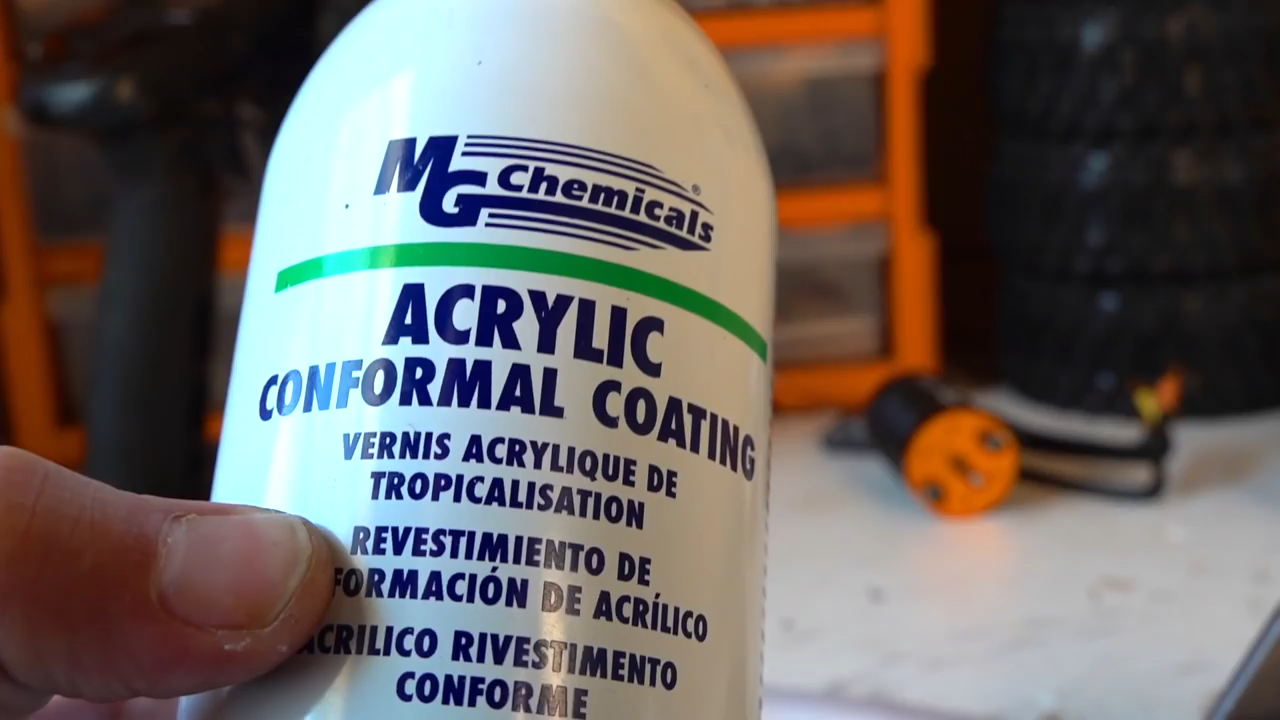 MG Chemicals®
ACRYLIC
CONFORMAL COATING
VERNIS ACRYLIQUE DE
TROPICALISATION
REVESTIMIENTO DE
FORMACIÓN DE ACRÍLICO
ACRILICO RIVESTIMENTO
CONFORME